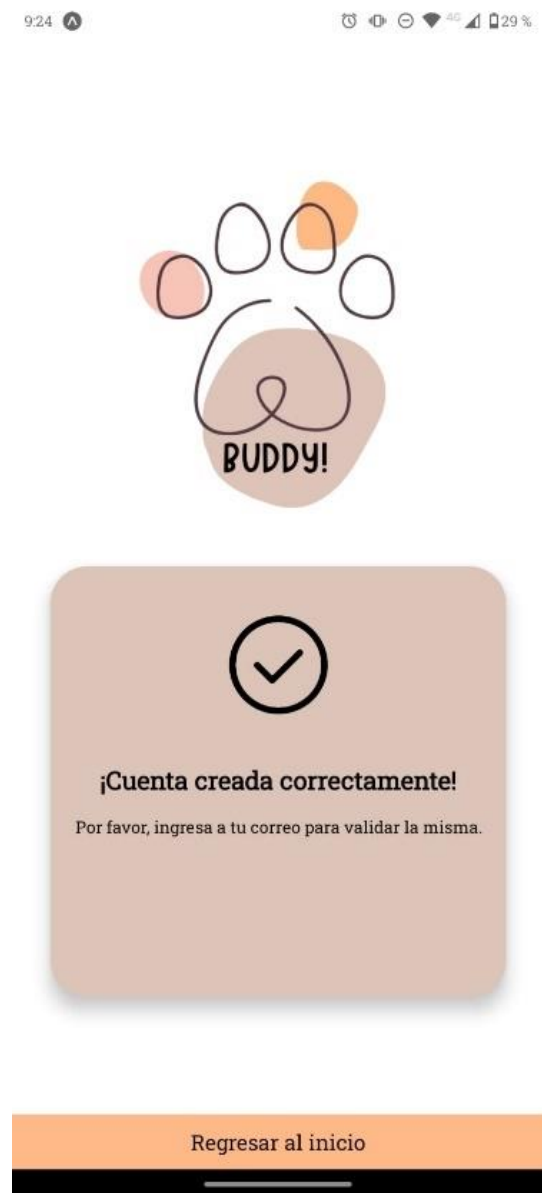 9:24 4G 29 %
BUDDY!
¡Cuenta creada correctamente!
Por favor, ingresa a tu correo para validar la misma.
Regresar al inicio